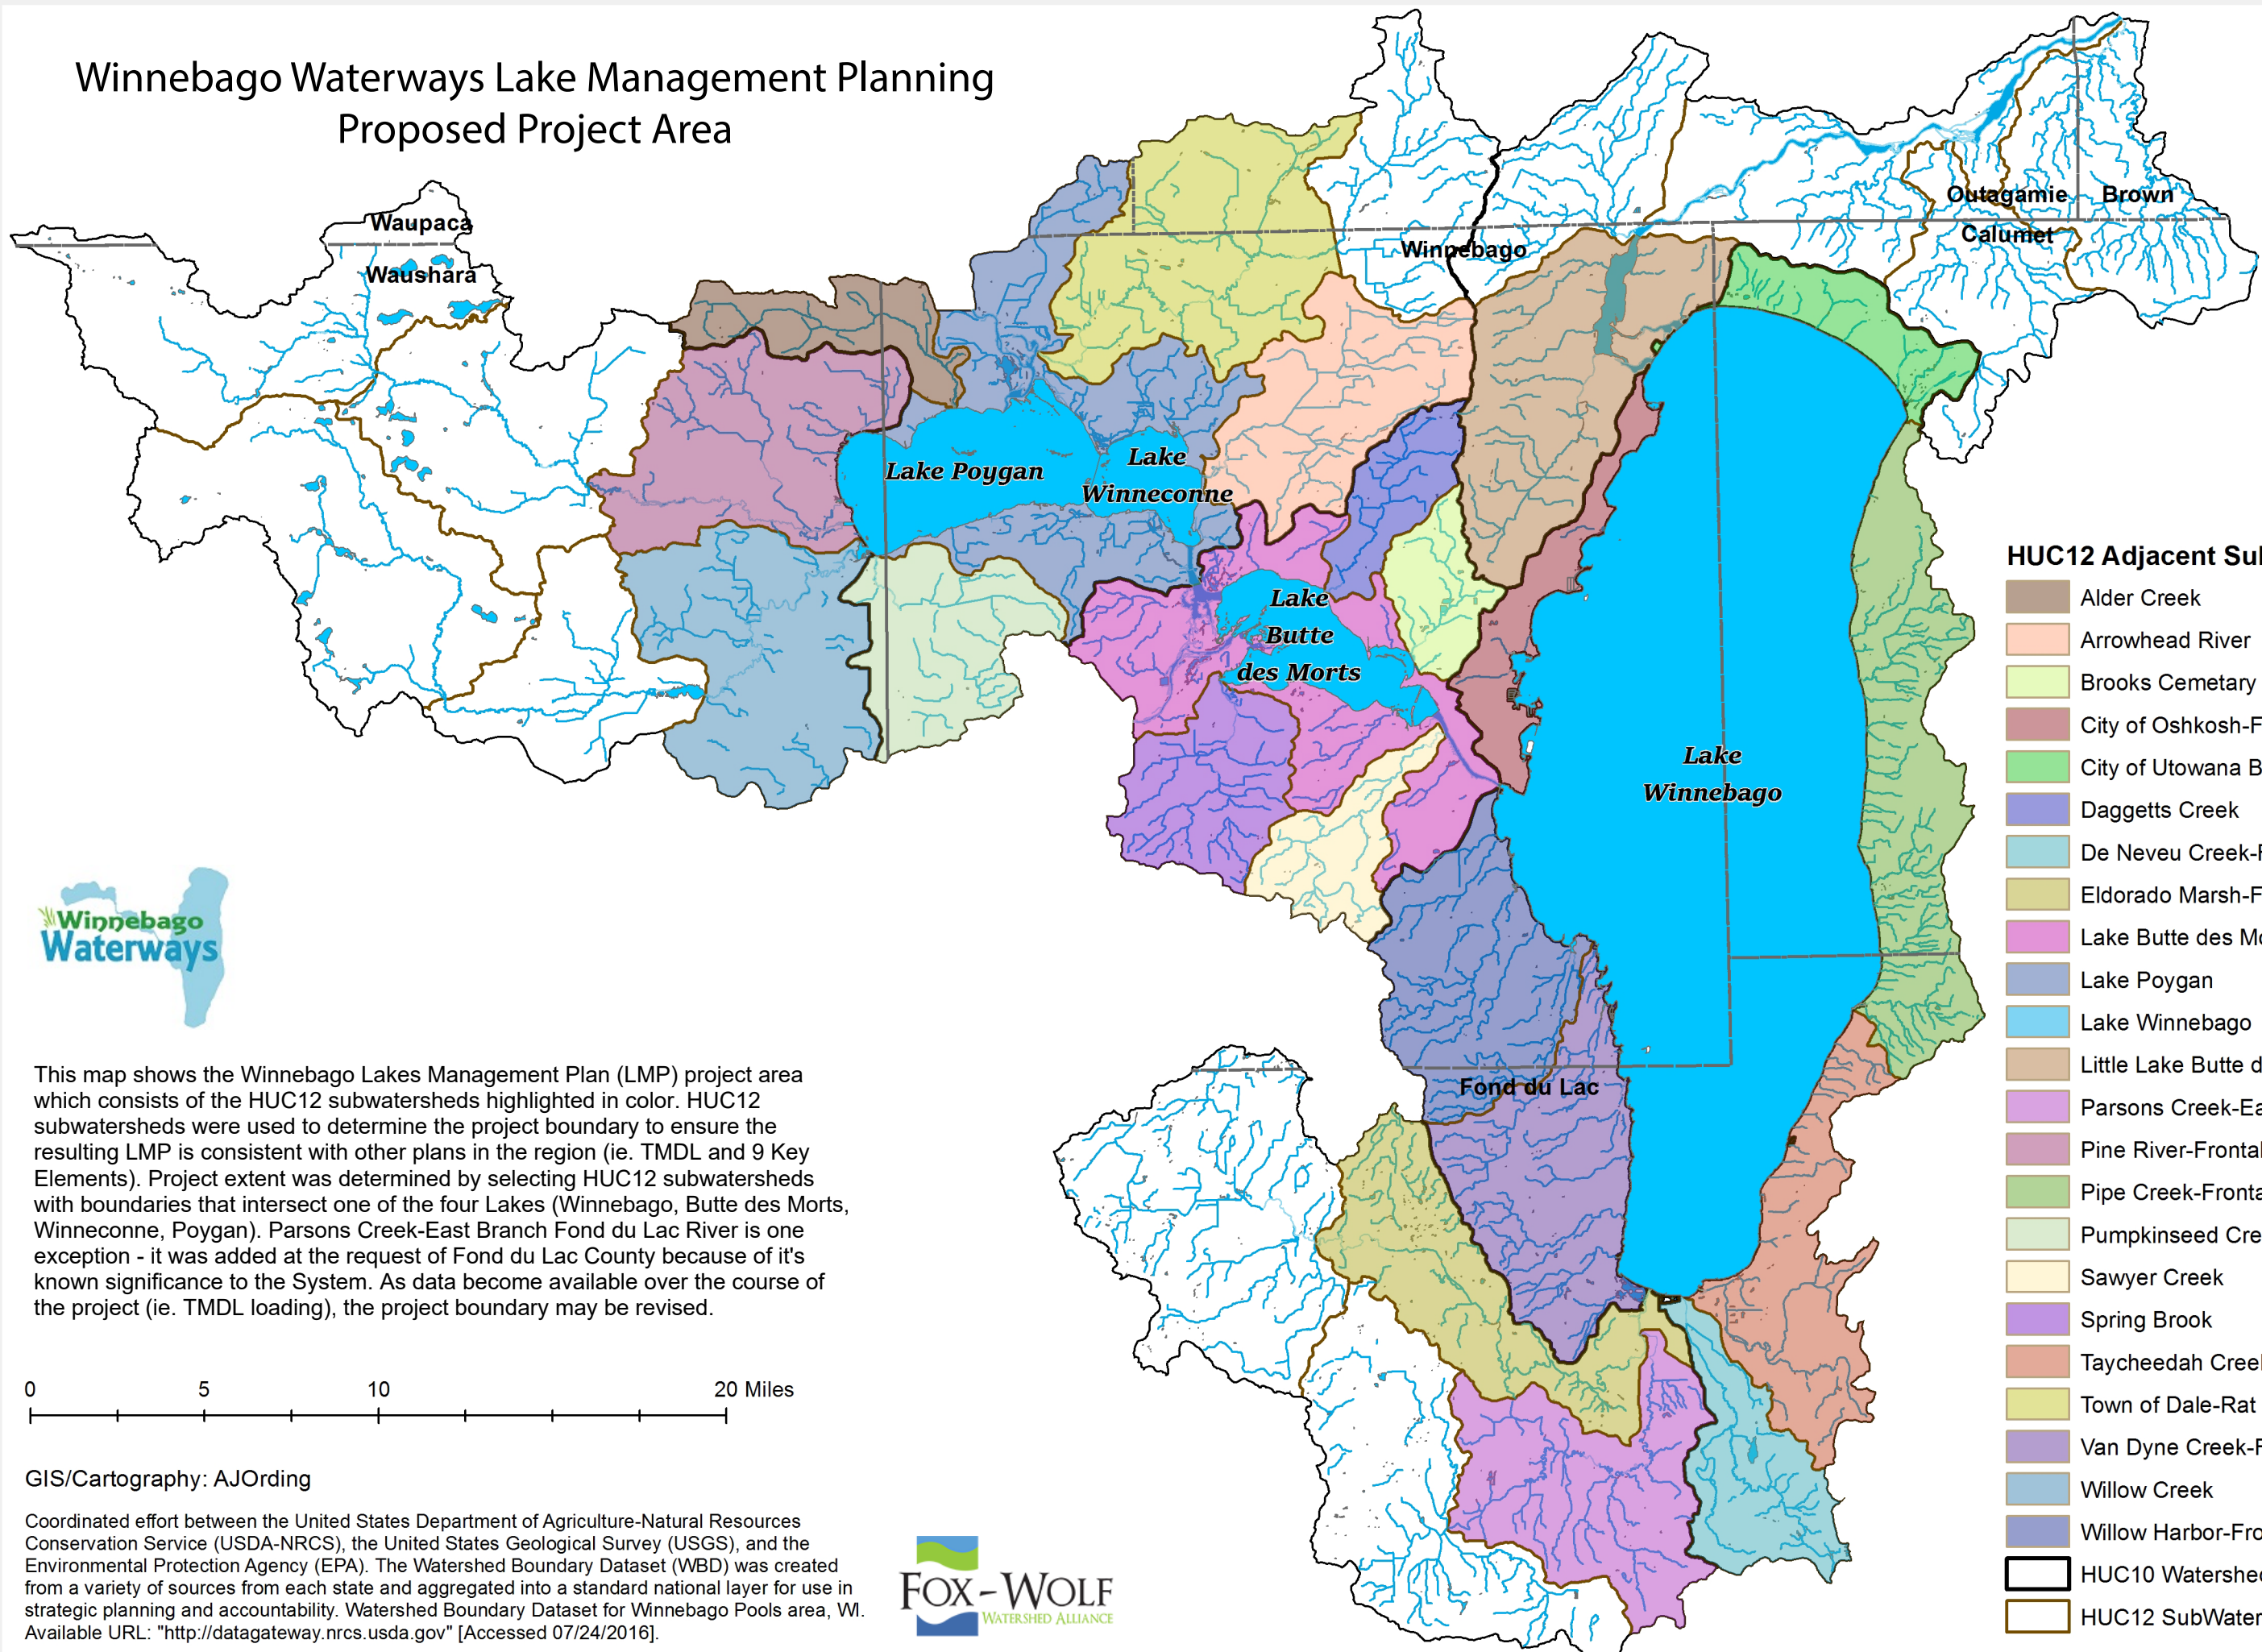 Winnebago Waterways Lake Management Planning
Proposed Project Area
Waupaca
Waushara
Winnebago
Outagamie
Brown
Calumet
Lake Poygan
Lake
Winneconne
Lake
Butte
des Morts
Lake
Winnebago
Fond du Lac
Winnebago
Waterways
This map shows the Winnebago Lakes Management Plan (LMP) project area
which consists of the HUC12 subwatersheds highlighted in color. HUC12
subwatersheds were used to determine the project boundary to ensure the
resulting LMP is consistent with other plans in the region (ie. TMDL and 9 Key
Elements). Project extent was determined by selecting HUC12 subwatersheds
with boundaries that intersect one of the four Lakes (Winnebago, Butte des Morts,
Winneconne, Poygan). Parsons Creek-East Branch Fond du Lac River is one
exception - it was added at the request of Fond du Lac County because of it's
known significance to the System. As data become available over the course of
the project (ie. TMDL loading), the project boundary may be revised.
0 5 10 20 Miles
GIS/Cartography: AJOrding
Coordinated effort between the United States Department of Agriculture-Natural Resources
Conservation Service (USDA-NRCS), the United States Geological Survey (USGS), and the
Environmental Protection Agency (EPA). The Watershed Boundary Dataset (WBD) was created
from a variety of sources from each state and aggregated into a standard national layer for use in
strategic planning and accountability. Watershed Boundary Dataset for Winnebago Pools area, WI.
Available URL: "http://datagateway.nrcs.usda.gov" [Accessed 07/24/2016].
FOX-WOLF
WATERSHED ALLIANCE
HUC12 Adjacent Su
Alder Creek
Arrowhead River
Brooks Cemetary
City of Oshkosh-F
City of Utowana B
Daggetts Creek
De Neveu Creek-F
Eldorado Marsh-F
Lake Butte des Mo
Lake Poygan
Lake Winnebago
Little Lake Butte d
Parsons Creek-Ea
Pine River-Frontal
Pipe Creek-Fronta
Pumpkinseed Cre
Sawyer Creek
Spring Brook
Taycheedah Creek
Town of Dale-Rat
Van Dyne Creek-F
Willow Creek
Willow Harbor-Fro
HUC10 Watershed
HUC12 SubWater